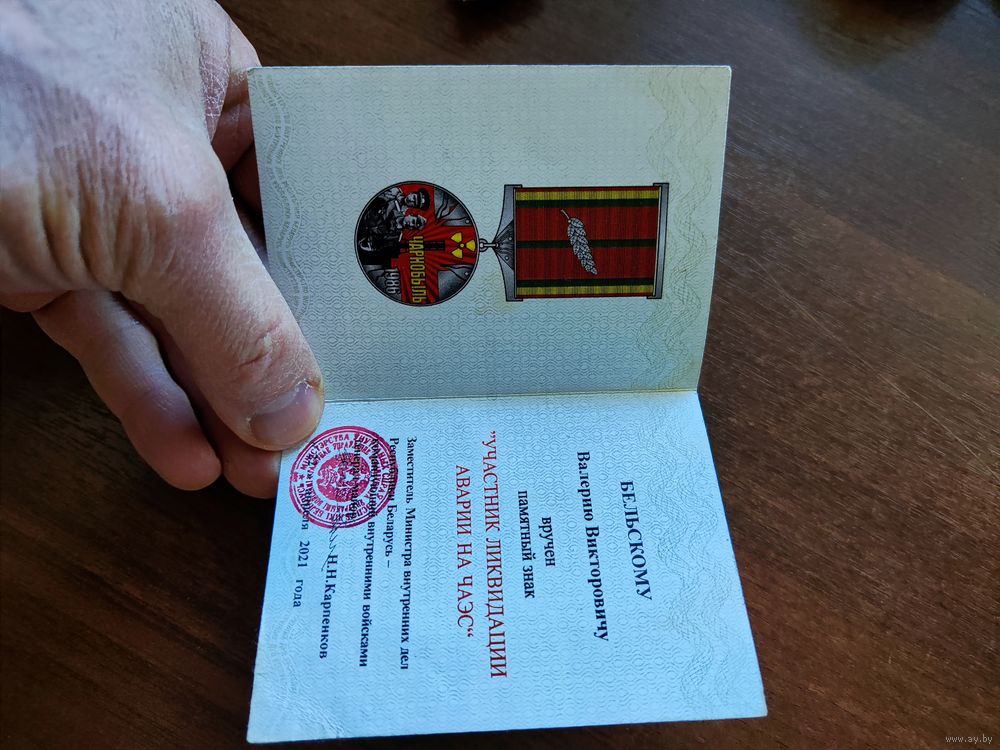 ЧАРНОБЫЛЬ
1986
БЕЛЬСКОМУ
Валерию Викторовичу
вручен
памятный знак
"УЧАСТНИК ЛИКВИДАЦИИ
АВАРИИ НА ЧАЭС“
Заместитель Министра внутренних дел
Республики Беларусь –
внутренними войсками
Н.Н.Карпенков
2021 года
www.ay.by